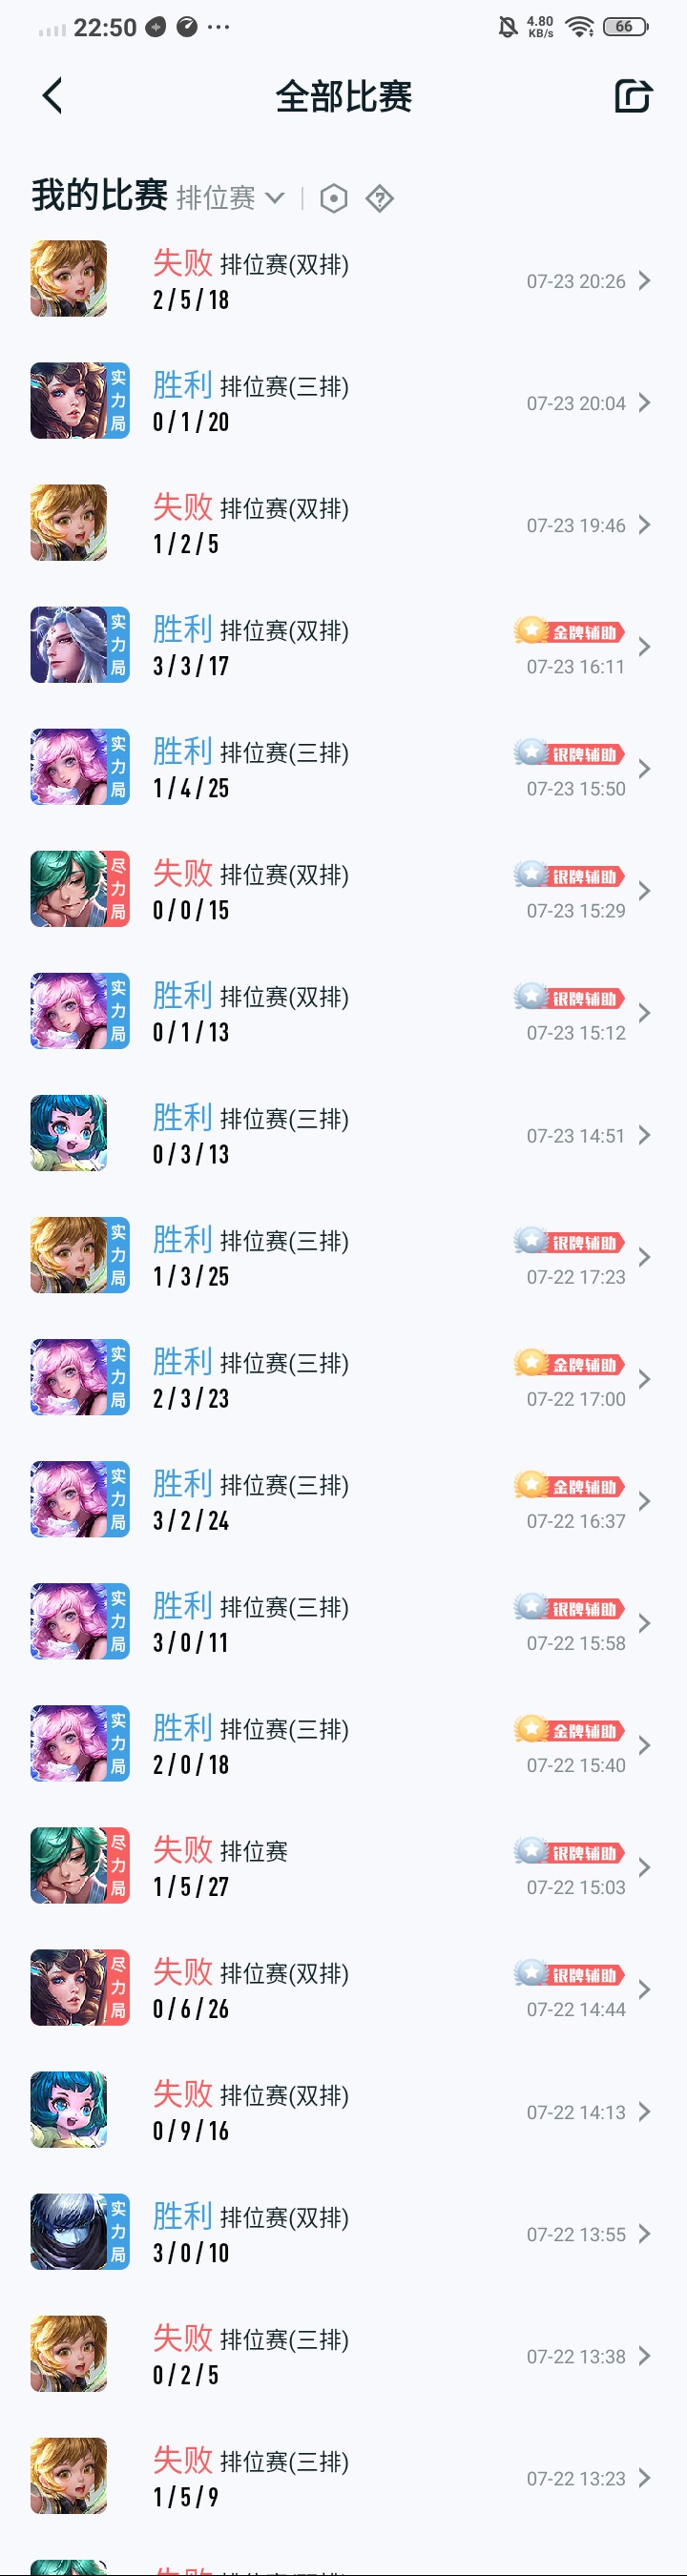 22:50
4.80
KB/s
66
全部比赛
我的比赛 排位赛
失败 排位赛(双排)
2/5/18
07-23 20:26
实力局
胜利 排位赛(三排)
0/1/20
07-23 20:04
失败 排位赛(双排)
1/2/5
07-23 19:46
实力局
胜利 排位赛(双排)
3/3/17
金牌辅助
07-23 16:11
实力局
胜利 排位赛(三排)
1/4/25
银牌辅助
07-23 15:50
尽力局
失败 排位赛(双排)
0/0/15
银牌辅助
07-23 15:29
实力局
胜利 排位赛(双排)
0/1/13
银牌辅助
07-23 15:12
胜利 排位赛(三排)
0/3/13
07-23 14:51
实力局
胜利 排位赛(三排)
1/3/25
银牌辅助
07-22 17:23
实力局
胜利 排位赛(三排)
2/3/23
金牌辅助
07-22 17:00
实力局
胜利 排位赛(三排)
3/2/24
金牌辅助
07-22 16:37
实力局
胜利 排位赛(三排)
3/0/11
银牌辅助
07-22 15:58
实力局
胜利 排位赛(三排)
2/0/18
金牌辅助
07-22 15:40
尽力局
失败 排位赛
1/5/27
银牌辅助
07-22 15:03
尽力局
失败 排位赛(双排)
0/6/26
银牌辅助
07-22 14:44
失败 排位赛(双排)
0/9/16
07-22 14:13
实力局
胜利 排位赛(双排)
3/0/10
07-22 13:55
失败 排位赛(三排)
0/2/5
07-22 13:38
失败 排位赛(三排)
1/5/9
07-22 13:23